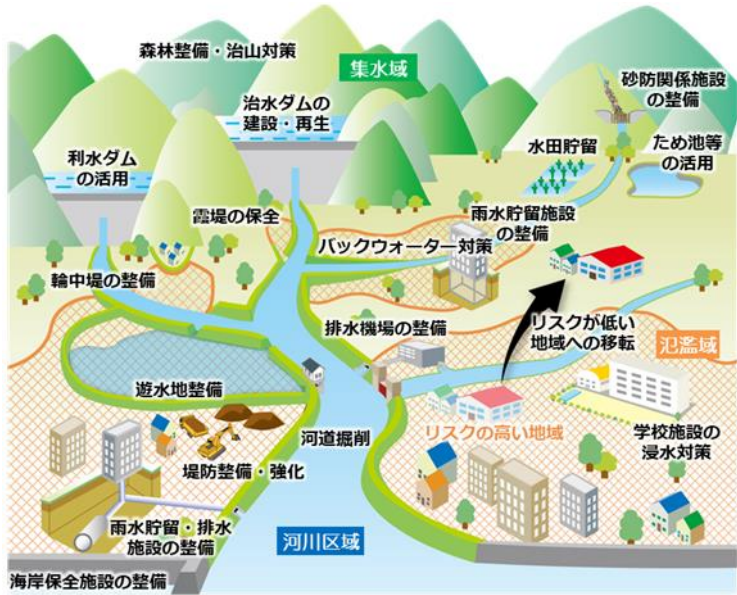 森林整備・治山対策
集水域
砂防関係施設
の整備
治水ダムの
建設・再生
水田貯留
ため池等
の活用
利水ダム
の活用
霞堤の保全
雨水貯留施設
の整備
バックウォーター対策
輪中堤の整備
排水機場の整備
リスクが低い
地域への移転
氾濫域
遊水地整備
リスクの高い地域
学校施設の
浸水対策
河道掘削
堤防整備・強化
雨水貯留・排水
施設の整備
河川区域
海岸保全施設の整備